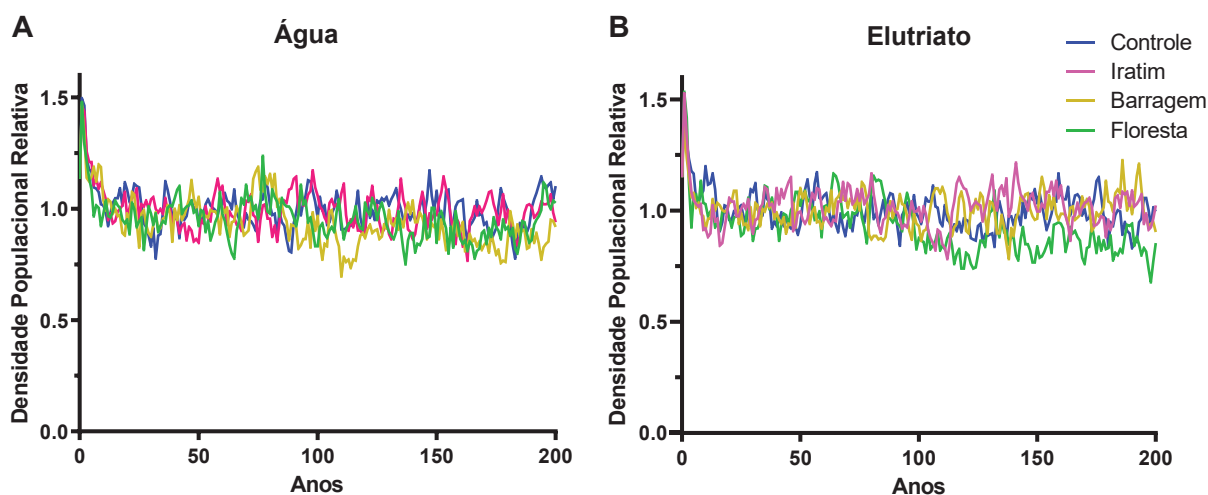 A
Água
Densidade Populacional Relativa
1.5
1.0
0.5
0.0
0
50
100
150
200
Anos
B
Elutriato
Controle
Iratim
Barragem
Floresta
Densidade Populacional Relativa
1.5
1.0
0.5
0.0
0
50
100
150
200
Anos